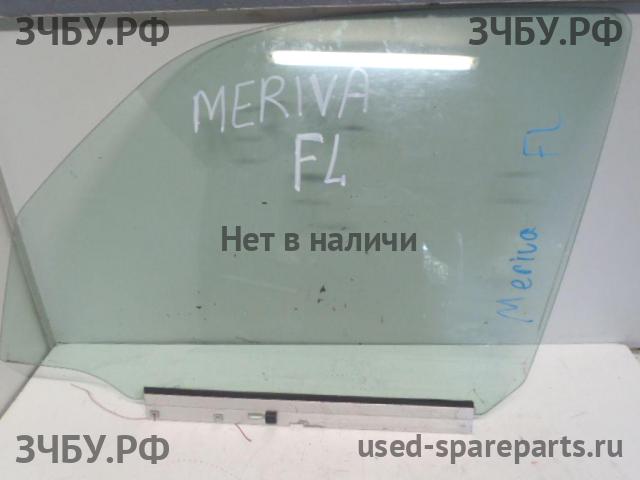 ЗЧБУ.РФ
ЗЧБУ.РФ
MERIVA
FL
FL
Meriva
Нет в наличи
ЗЧБУ.РФ
used-spareparts.ru